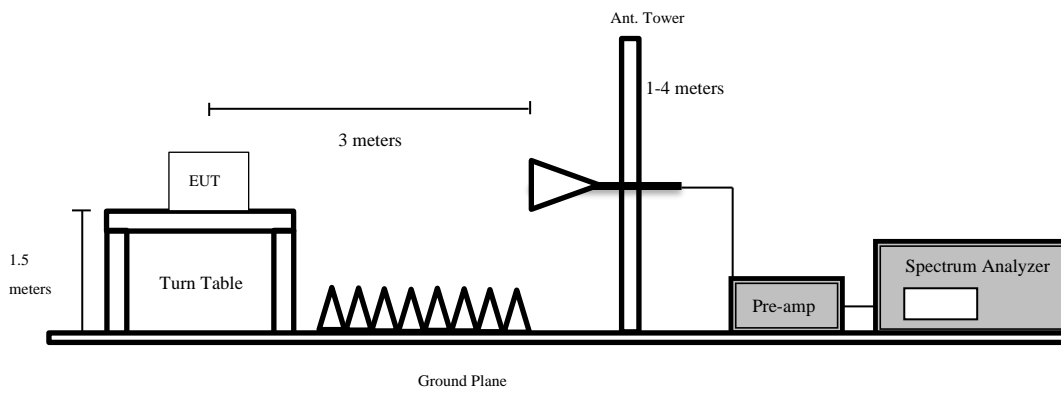 Ant. Tower
1-4 meters
3 meters
EUT
1.5
meters
Turn Table
Spectrum Analyzer
Pre-amp
Ground Plane